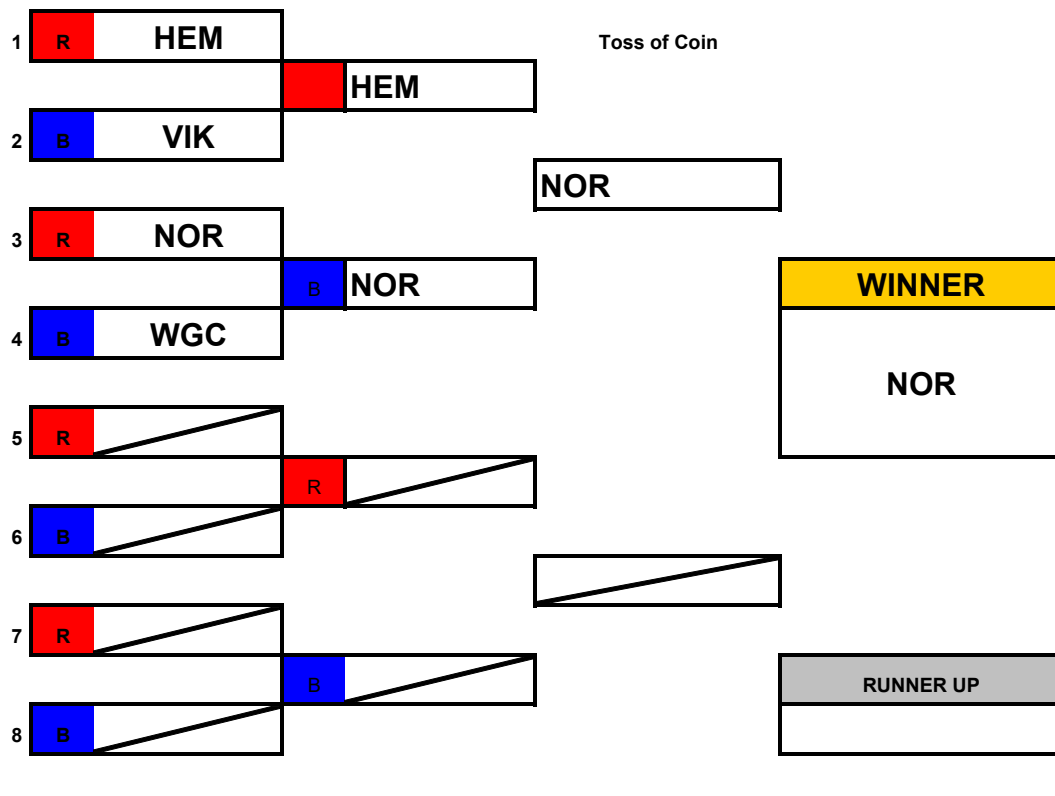 1 R HEM
Toss of Coin
HEM
2 B VIK
NOR
3 R NOR
B NOR
WINNER
4 B WGC
NOR
5 R
R
6 B
7 R
B
RUNNER UP
8 B